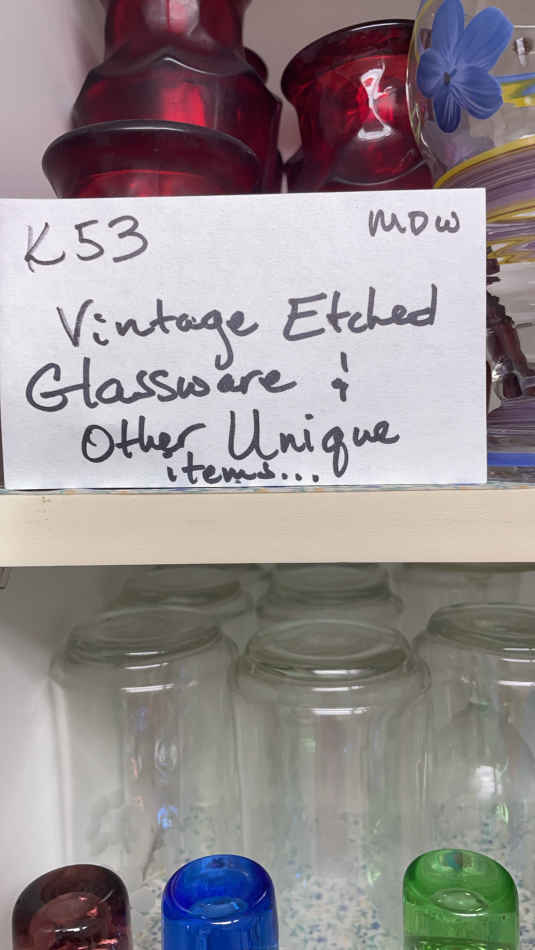 K53 MDW
Vintage Etched
Glassware &
Other Unique
items...